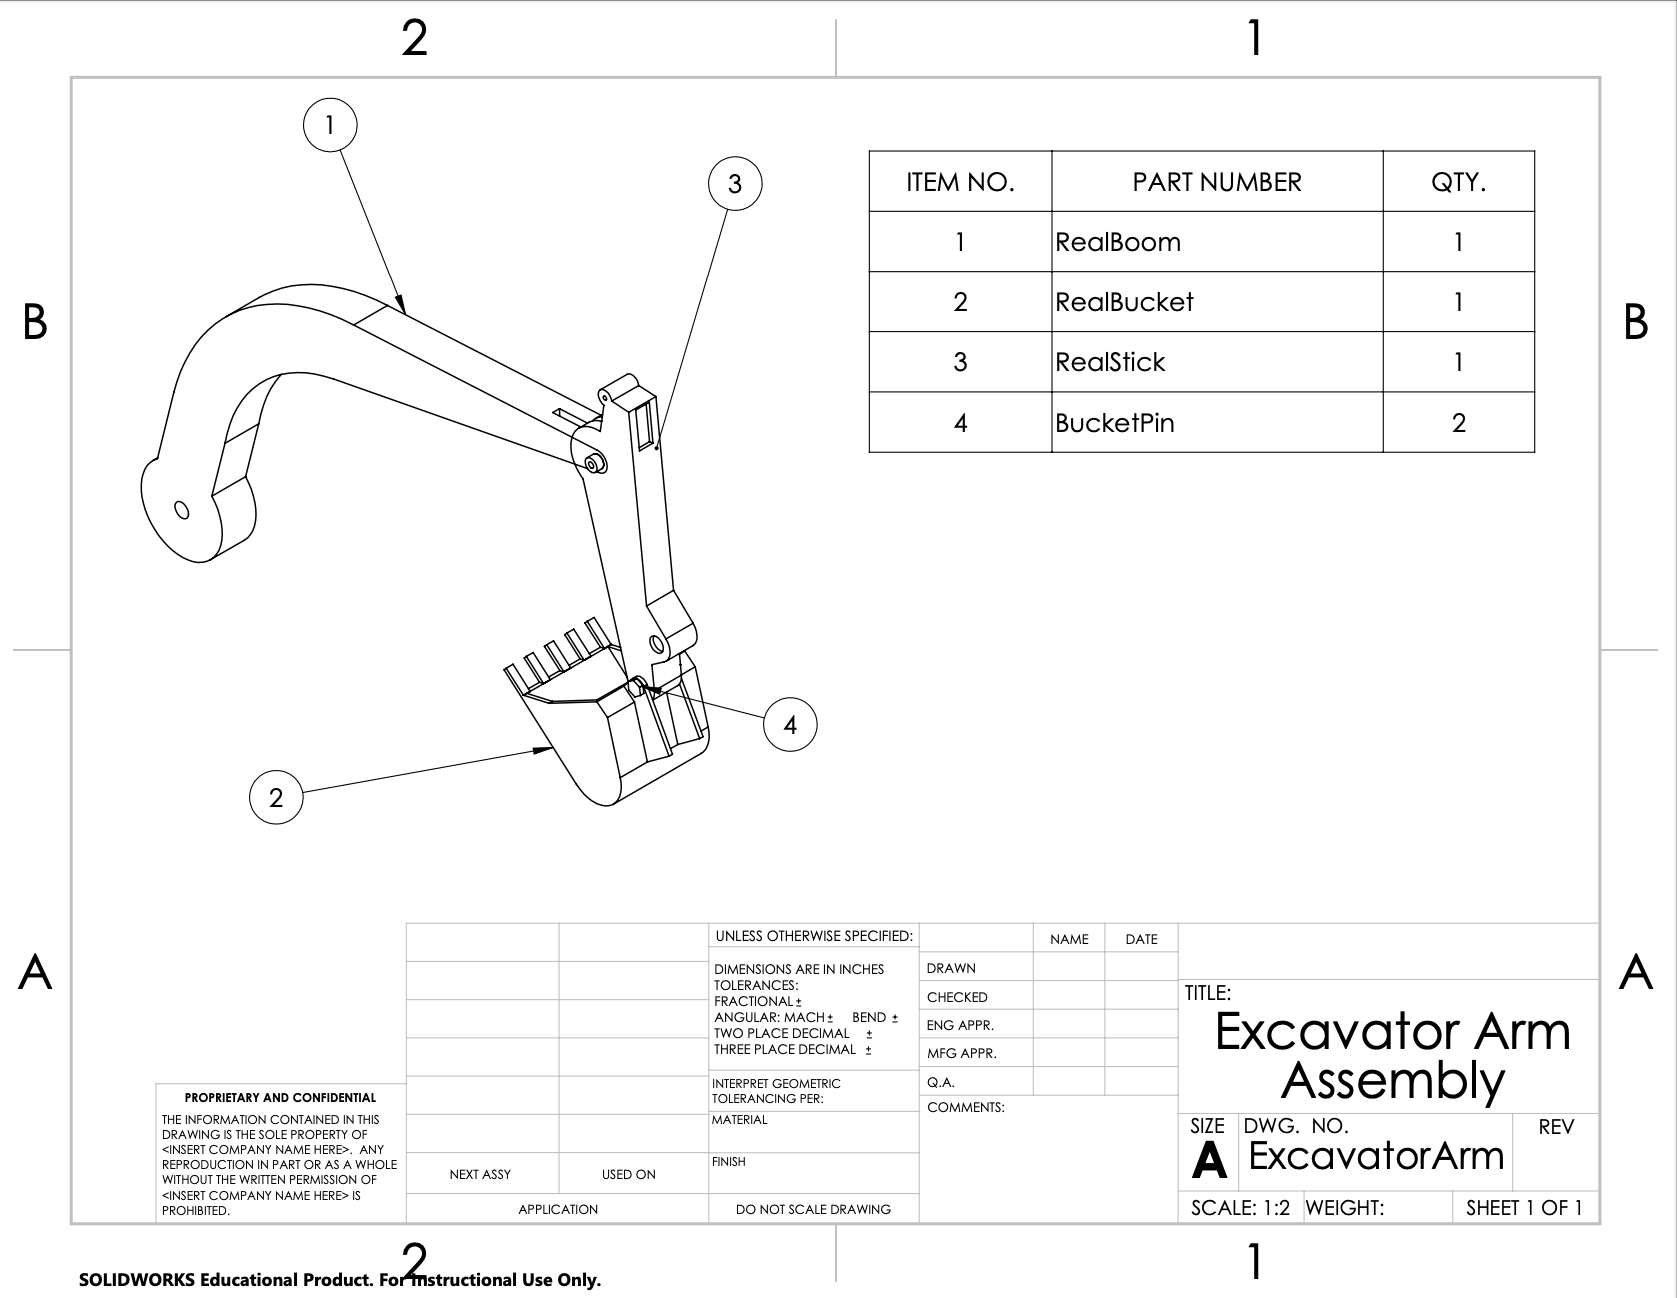 2
1
1
3
ITEM NO. PART NUMBER QTY.
1 RealBoom 1
2 RealBucket 1
3 RealStick 1
4 BucketPin 2
B
B
4
2
A
A
UNLESS OTHERWISE SPECIFIED:
DIMENSIONS ARE IN INCHES
TOLERANCES:
FRACTIONAL ±
ANGULAR: MACH ± BEND ±
TWO PLACE DECIMAL ±
THREE PLACE DECIMAL ±
INTERPRET GEOMETRIC
TOLERANCING PER:
MATERIAL
FINISH
DO NOT SCALE DRAWING
NAME DATE
DRAWN
CHECKED
ENG APPR.
MFG APPR.
Q.A.
COMMENTS:
TITLE:
Excavator Arm
Assembly
SIZE DWG. NO. REV
A ExcavatorArm
SCALE: 1:2 WEIGHT: SHEET 1 OF 1
PROPRIETARY AND CONFIDENTIAL
THE INFORMATION CONTAINED IN THIS
DRAWING IS THE SOLE PROPERTY OF
<INSERT COMPANY NAME HERE>. ANY
REPRODUCTION IN PART OR AS A WHOLE
WITHOUT THE WRITTEN PERMISSION OF
<INSERT COMPANY NAME HERE> IS
PROHIBITED.
NEXT ASSY USED ON
APPLICATION
2
1
SOLIDWORKS Educational Product. For Instructional Use Only.